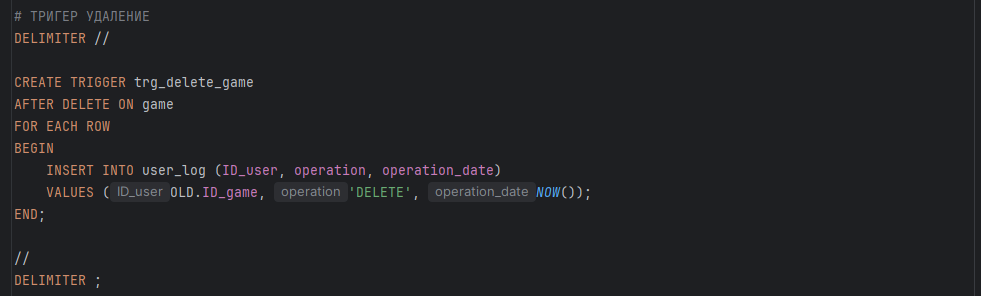 # ТРИГЕР УДАЛЕНИЕ
DELIMITER //
CREATE TRIGGER trg_delete_game
AFTER DELETE ON game
FOR EACH ROW
BEGIN
INSERT INTO user_log (ID_user, operation, operation_date)
VALUES ( ID_user OLD.ID_game, operation 'DELETE', operation_date NOW());
END;
//
DELIMITER ;